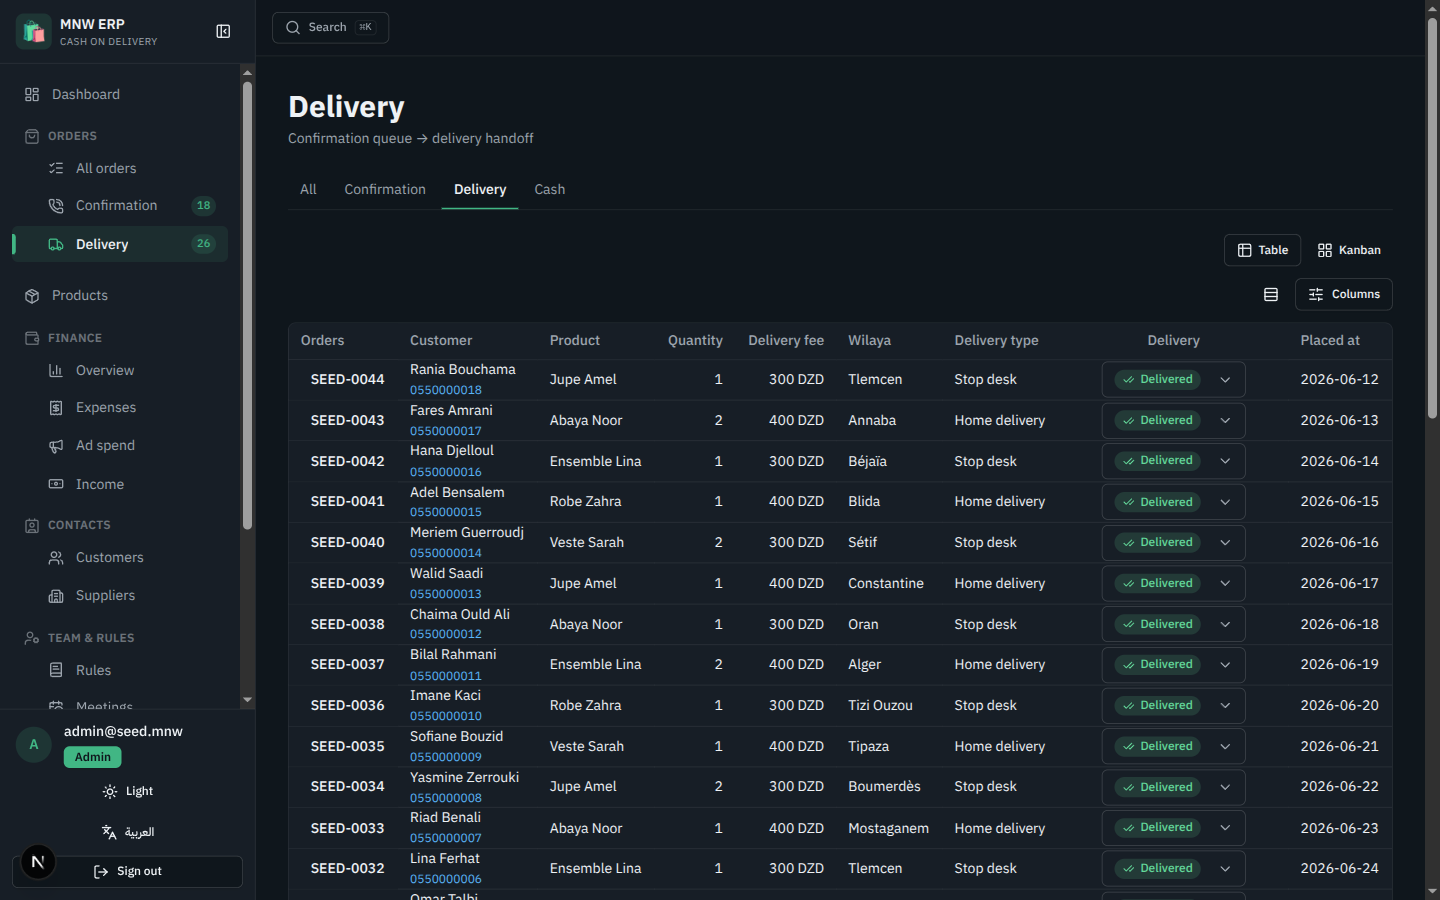 MNW ERP
CASH ON DELIVERY
Dashboard
ORDERS
All orders
Confirmation 18
Delivery 26
Products
FINANCE
Overview
Expenses
Ad spend
Income
CONTACTS
Customers
Suppliers
TEAM & RULES
Rules
Meetings
A admin@seed.mnw
Admin
Light
العربية
N
Sign out
Search ⌘K
Delivery
Confirmation queue → delivery handoff
All Confirmation Delivery Cash
Table Kanban
Columns
Orders Customer Product Quantity Delivery fee Wilaya Delivery type Delivery Placed at
SEED-0044 Rania Bouchama 0550000018 Jupe Amel 1 300 DZD Tlemcen Stop desk Delivered 2026-06-12
SEED-0043 Fares Amrani 0550000017 Abaya Noor 2 400 DZD Annaba Home delivery Delivered 2026-06-13
SEED-0042 Hana Djelloul 0550000016 Ensemble Lina 1 300 DZD Béjaïa Stop desk Delivered 2026-06-14
SEED-0041 Adel Bensalem 0550000015 Robe Zahra 1 400 DZD Blida Home delivery Delivered 2026-06-15
SEED-0040 Meriem Guerroudj 0550000014 Veste Sarah 2 300 DZD Sétif Stop desk Delivered 2026-06-16
SEED-0039 Walid Saadi 0550000013 Jupe Amel 1 400 DZD Constantine Home delivery Delivered 2026-06-17
SEED-0038 Chaima Ould Ali 0550000012 Abaya Noor 1 300 DZD Oran Stop desk Delivered 2026-06-18
SEED-0037 Bilal Rahmani 0550000011 Ensemble Lina 2 400 DZD Alger Home delivery Delivered 2026-06-19
SEED-0036 Imane Kaci 0550000010 Robe Zahra 1 300 DZD Tizi Ouzou Stop desk Delivered 2026-06-20
SEED-0035 Sofiane Bouzid 0550000009 Veste Sarah 1 400 DZD Tipaza Home delivery Delivered 2026-06-21
SEED-0034 Yasmine Zerrouki 0550000008 Jupe Amel 2 300 DZD Boumerdès Stop desk Delivered 2026-06-22
SEED-0033 Riad Benali 0550000007 Abaya Noor 1 400 DZD Mostaganem Home delivery Delivered 2026-06-23
SEED-0032 Lina Ferhat 0550000006 Ensemble Lina 1 300 DZD Tlemcen Stop desk Delivered 2026-06-24
Omar Talbi